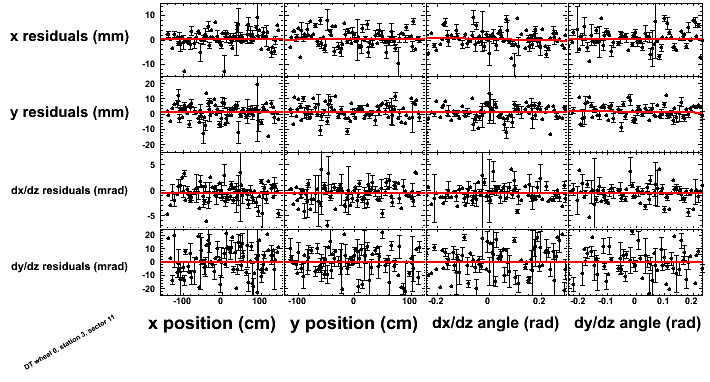 x residuals (mm)
10
0
-10
y residuals (mm)
20
10
0
-10
-20
dx/dz residuals (mrad)
5
0
-5
dy/dz residuals (mrad)
20
10
0
-10
-20
-100 0 100 -100 0 100 -0.2 0 0.2 -0.2 -0.1 0 0.1 0.2
x position (cm) y position (cm) dx/dz angle (rad) dy/dz angle (rad)
DT wheel 0, station 3, sector 11